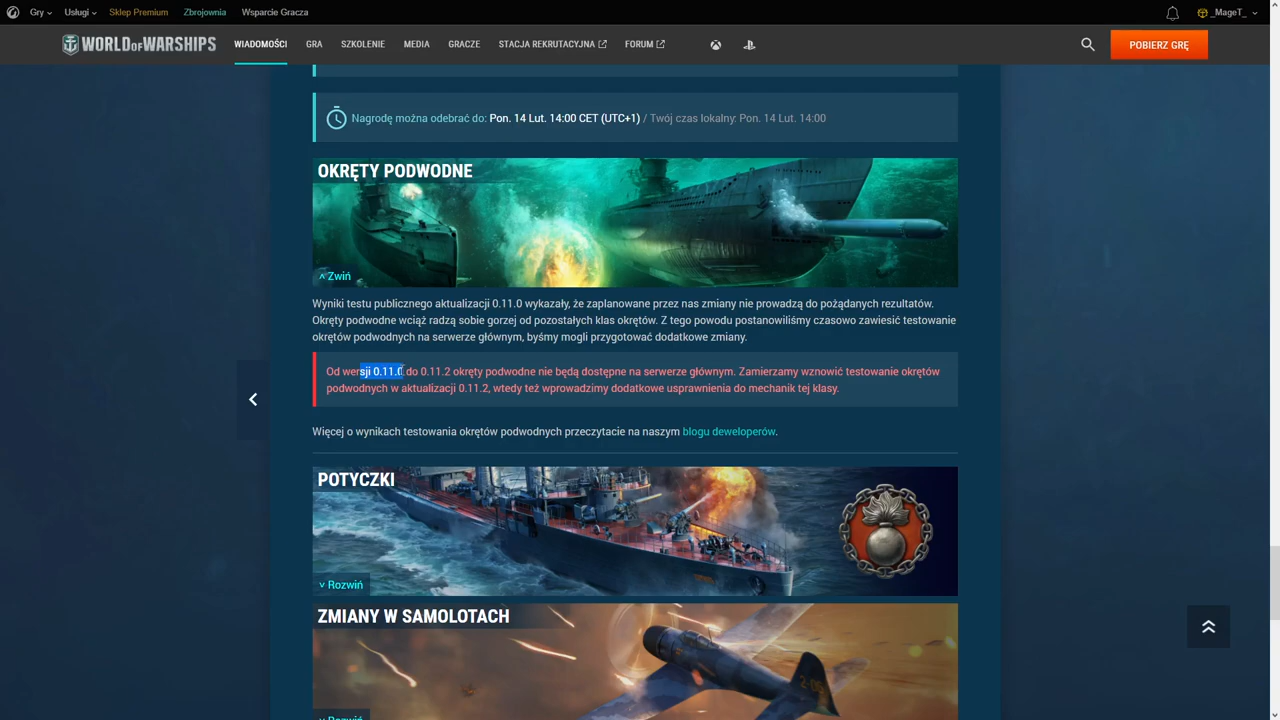 Gry
Usługi
Sklep Premium
Zbrojownia
Wsparcie Gracza
_MageT_
WORLD OF WARSHIPS
WIADOMOŚCI
GRA
SZKOLENIE
MEDIA
GRACZE
STACJA REKRUTACYJNA
FORUM
POBIERZ GRĘ
Nagrodę można odebrać do: Pon. 14 Lut. 14:00 CET (UTC+1) / Twój czas lokalny: Pon. 14 Lut. 14:00
OKRĘTY PODWODNE
Zwiń
Wyniki testu publicznego aktualizacji 0.11.0 wykazały, że zaplanowane przez nas zmiany nie prowadzą do pożądanych rezultatów.
Okręty podwodne wciąż radzą sobie gorzej od pozostałych klas okrętów. Z tego powodu postanowiliśmy czasowo zawiesić testowanie
okrętów podwodnych na serwerze głównym, byśmy mogli przygotować dodatkowe zmiany.
Od wersji 0.11.0 do 0.11.2 okręty podwodne nie będą dostępne na serwerze głównym. Zamierzamy wznowić testowanie okrętów
podwodnych w aktualizacji 0.11.2, wtedy też wprowadzimy dodatkowe usprawnienia do mechanik tej klasy.
Więcej o wynikach testowania okrętów podwodnych przeczytacie na naszym blogu deweloperów.
POTYCZKI
Rozwiń
ZMIANY W SAMOLOTACH
Rozwiń